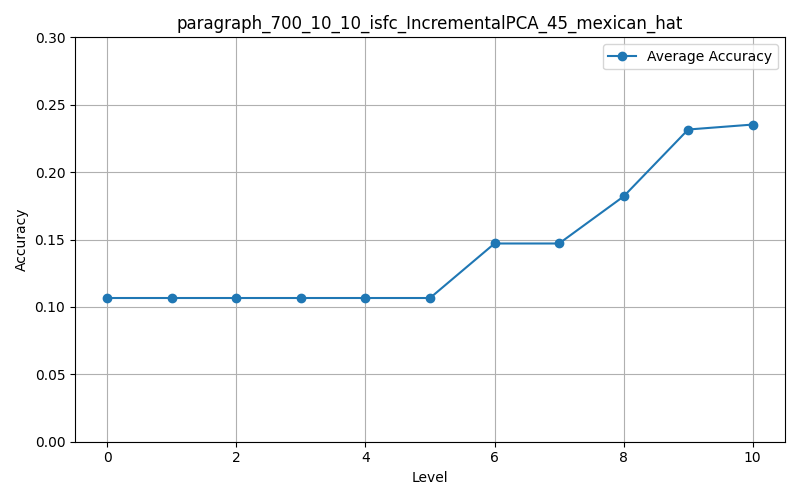 paragraph_700_10_10_isfc_IncrementalPCA_45_mexican_hat
Average Accuracy
Accuracy
0.30
0.25
0.20
0.15
0.10
0.05
0.00
0 2 4 6 8 10
Level